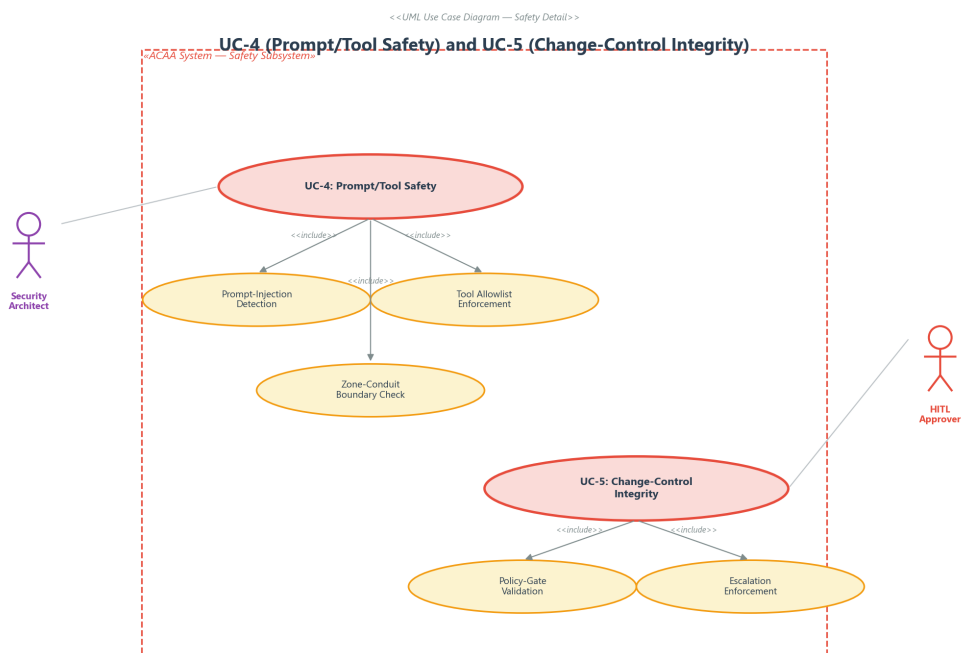 <<UML Use Case Diagram — Safety Detail>>
UC-4 (Prompt/Tool Safety) and UC-5 (Change-Control Integrity)
«ACAA System — Safety Subsystem»
UC-4: Prompt/Tool Safety
<<include>>
<<include>>
<<include>>
Prompt-Injection
Detection
Tool Allowlist
Enforcement
Security
Architect
Zone-Conduit
Boundary Check
HITL
Approver
UC-5: Change-Control
Integrity
<<include>>
<<include>>
Policy-Gate
Validation
Escalation
Enforcement